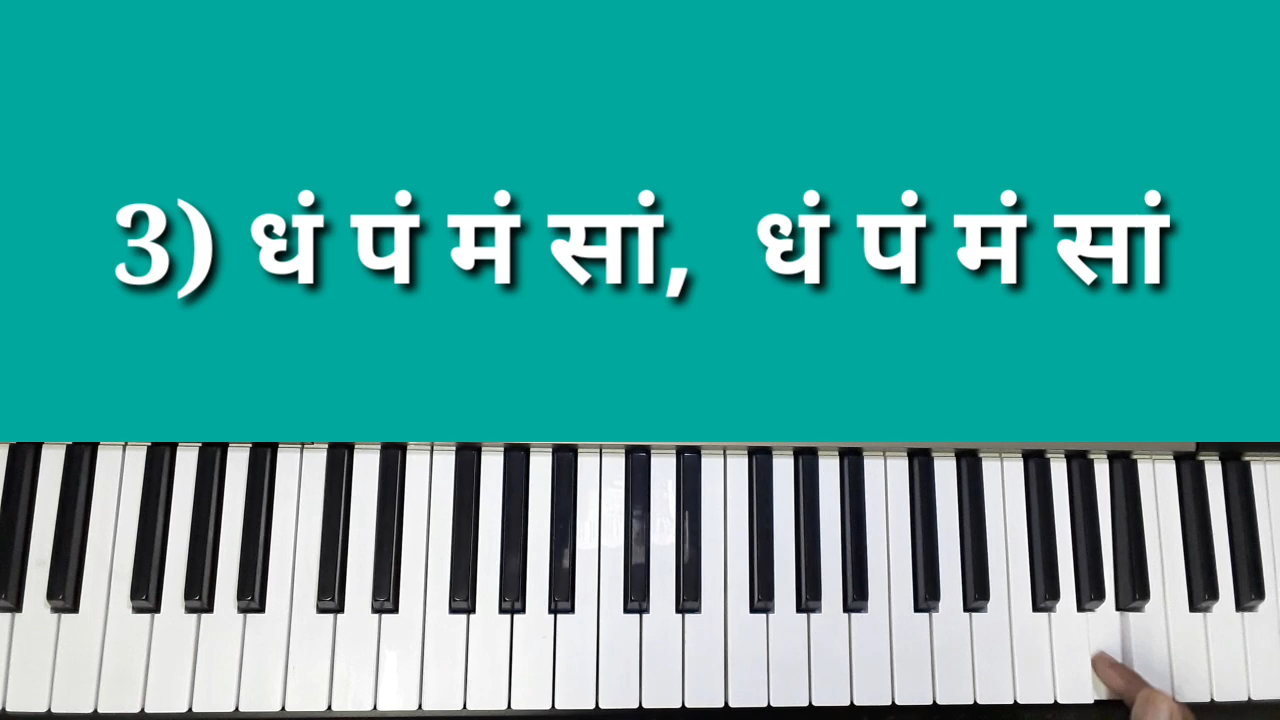 3) धं पं मं सां, धं पं मं सां